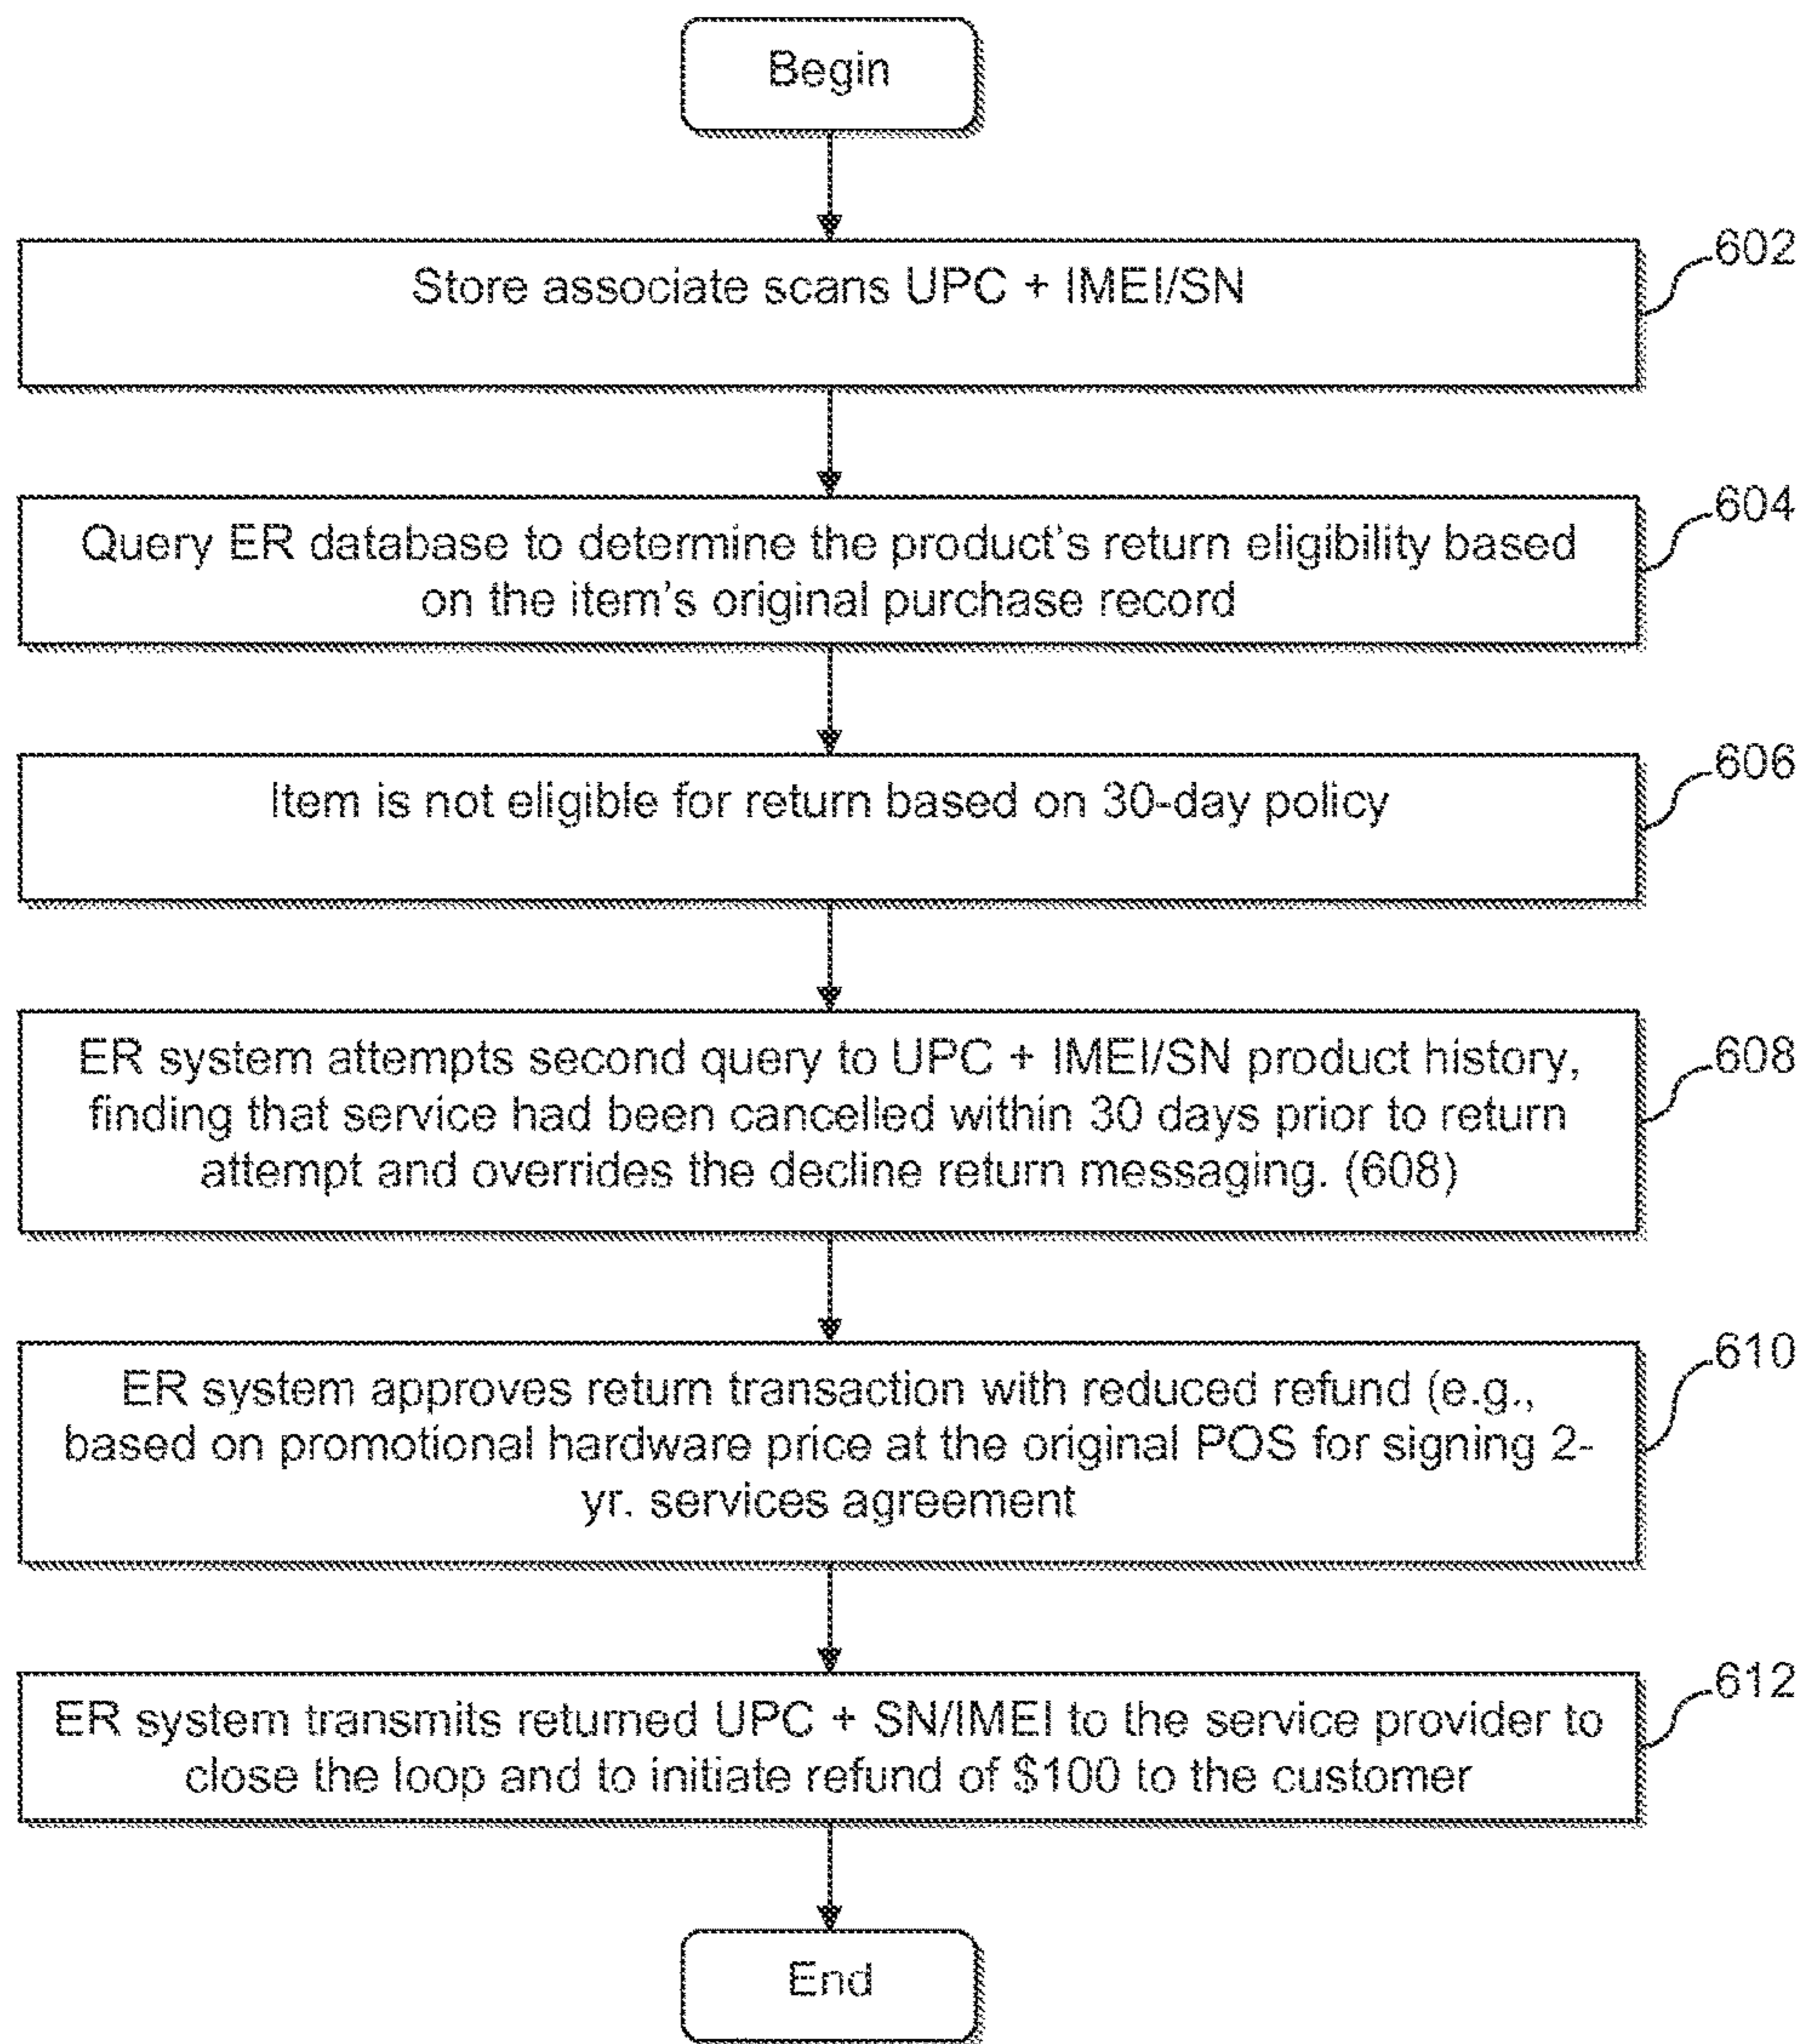 Begin
Store associate scans UPC + IMEI/SN
602
Query ER database to determine the product's return eligibility based
on the item's original purchase record
604
Item is not eligible for return based on 30-day policy
606
ER system attempts second query to UPC + IMEI/SN product history,
finding that service had been cancelled within 30 days prior to return
attempt and overrides the decline return messaging. (608)
608
ER system approves return transaction with reduced refund (e.g.,
based on promotional hardware price at the original POS for signing 2-
yr. services agreement
610
ER system transmits returned UPC + SN/IMEI to the service provider to
close the loop and to initiate refund of $100 to the customer
612
End